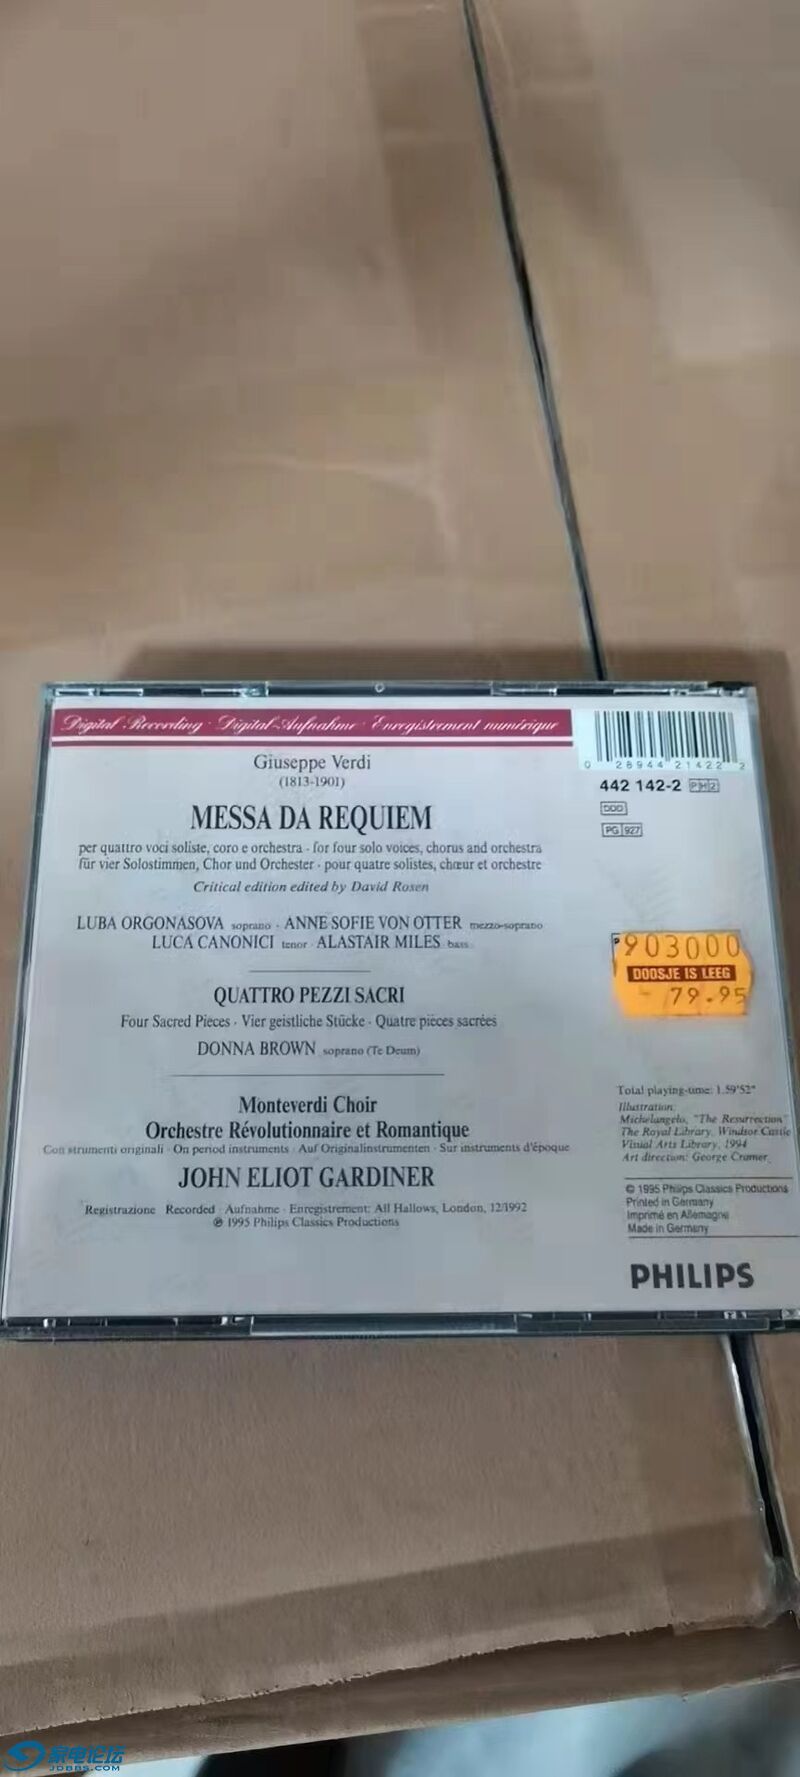 Digital Recording · Digital-Aufnahme · Enregistrement numérique
Giuseppe Verdi
(1813-1901)
MESSA DA REQUIEM
per quattro voci soliste, coro e orchestra · for four solo voices, chorus and orchestra
für vier Solostimmen, Chor und Orchester · pour quatre solistes, chœur et orchestre
Critical edition edited by David Rosen
LUBA ORGONASOVA soprano · ANNE SOFIE VON OTTER mezzo-soprano
LUCA CANONICI tenor · ALASTAIR MILES bass
QUATTRO PEZZI SACRI
Four Sacred Pieces · Vier geistliche Stücke · Quatre pièces sacrées
DONNA BROWN soprano (Te Deum)
Monteverdi Choir
Orchestre Révolutionnaire et Romantique
Con strumenti originali · On period instruments · Auf Originalinstrumenten · Sur instruments d'époque
JOHN ELIOT GARDINER
Registrazione · Recorded · Aufnahme · Enregistrement: All Hallows, London, 12/1992
℗ 1995 Philips Classics Productions
0 28944 21422 2
442 142-2 PH2
DDD
PG 927
903000
DOOSJE IS LEEG
79.95
Total playing-time: 1.59'52"
Illustration:
Michelangelo, "The Resurrection"
The Royal Library, Windsor Castle
Visual Arts Library, 1994
Art direction: George Cramer
© 1995 Philips Classics Productions
Printed in Germany
Imprimé en Allemagne
Made in Germany
PHILIPS
家电论坛
JDBBS.COM